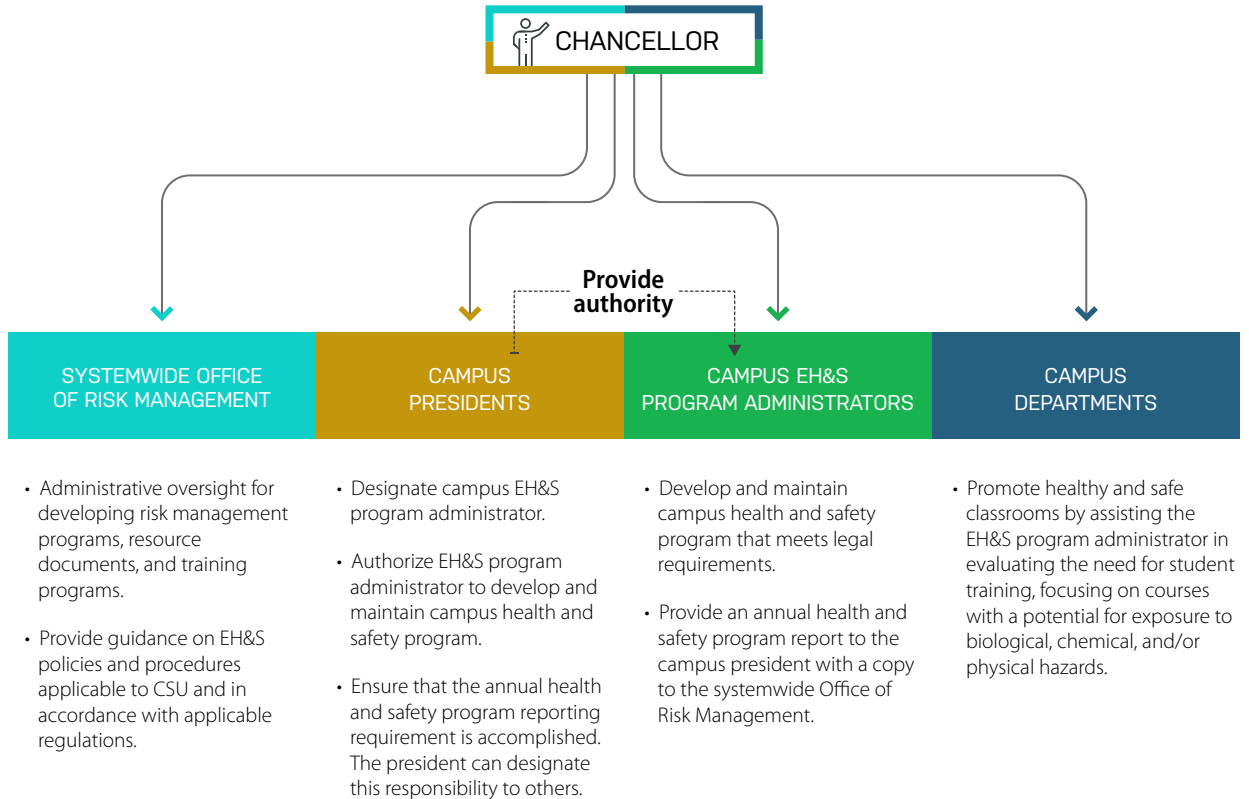 CHANCELLOR
Provide
authority
SYSTEMWIDE OFFICE
OF RISK MANAGEMENT
CAMPUS
PRESIDENTS
CAMPUS EH&S
PROGRAM ADMINISTRATORS
CAMPUS
DEPARTMENTS
• Administrative oversight for
developing risk management
programs, resource
documents, and training
programs.
• Provide guidance on EH&S
policies and procedures
applicable to CSU and in
accordance with applicable
regulations.
• Designate campus EH&S
program administrator.
• Authorize EH&S program
administrator to develop and
maintain campus health and
safety program.
• Ensure that the annual health
and safety program reporting
requirement is accomplished.
The president can designate
this responsibility to others.
• Develop and maintain
campus health and safety
program that meets legal
requirements.
• Provide an annual health and
safety program report to the
campus president with a copy
to the systemwide Office of
Risk Management.
• Promote healthy and safe
classrooms by assisting the
EH&S program administrator in
evaluating the need for student
training, focusing on courses
with a potential for exposure to
biological, chemical, and/or
physical hazards.